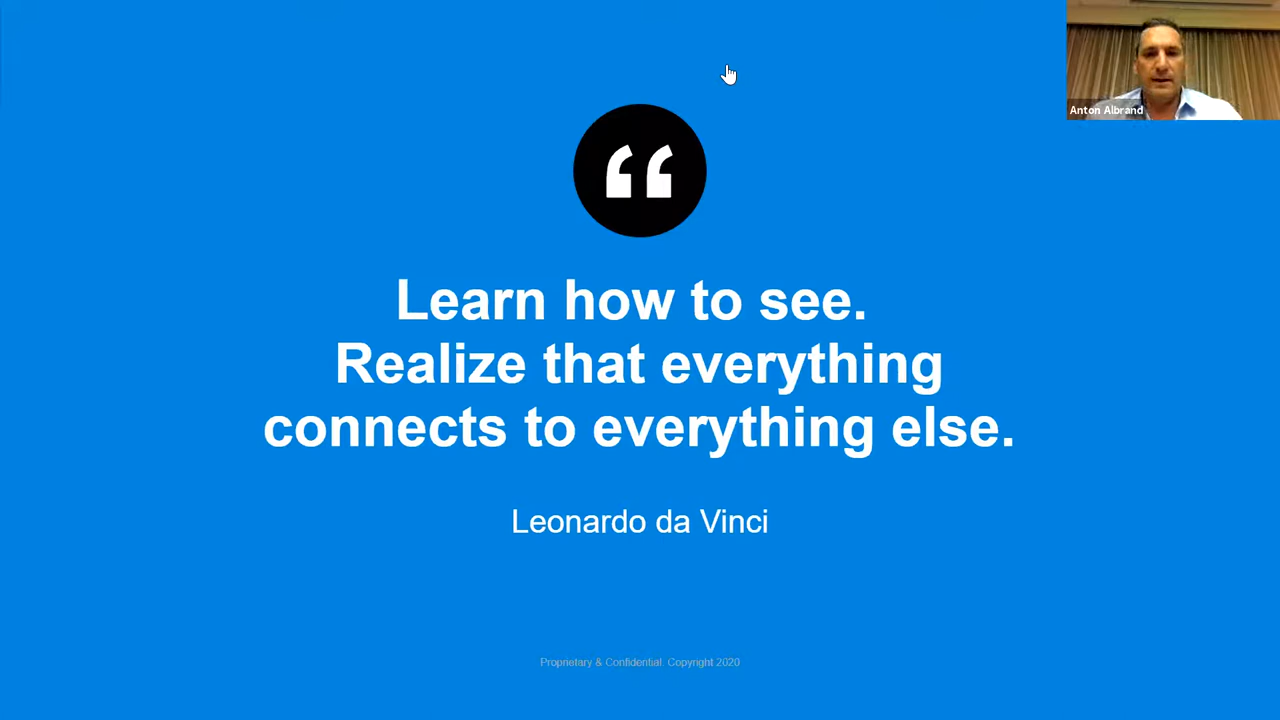 Anton Albrand
“
Learn how to see.
Realize that everything
connects to everything else.
Leonardo da Vinci
Proprietary & Confidential. Copyright 2020